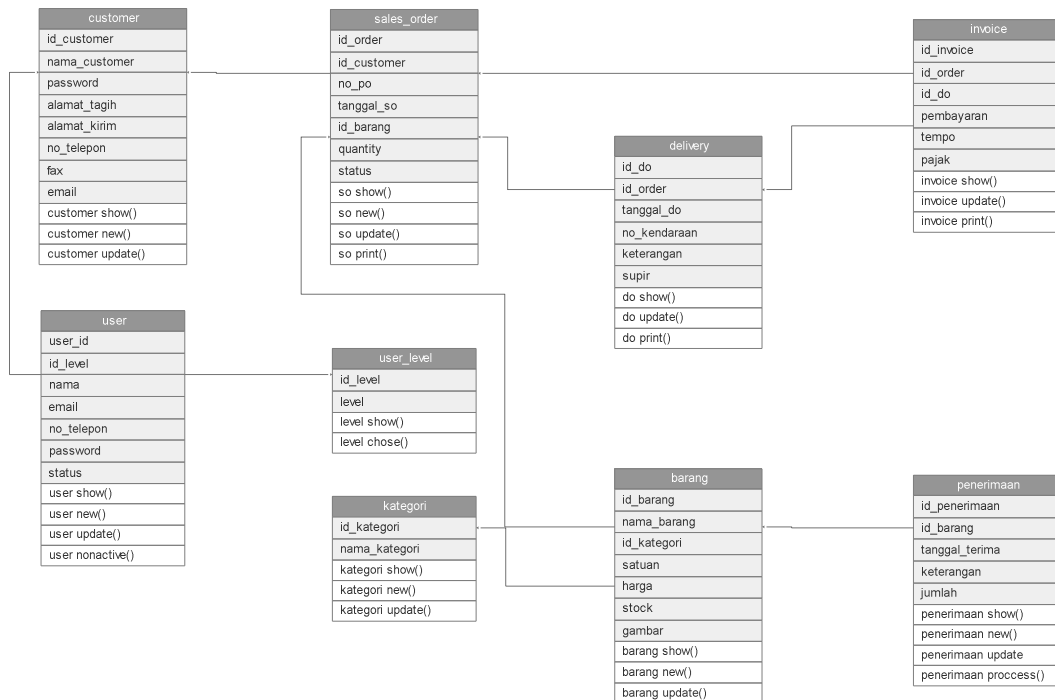 customer
id_customer
nama_customer
password
alamat_tagih
alamat_kirim
no_telepon
fax
email
customer show()
customer new()
customer update()
sales_order
id_order
id_customer
no_po
tanggal_so
id_barang
quantity
status
so show()
so new()
so update()
so print()
invoice
id_invoice
id_order
id_do
pembayaran
tempo
pajak
invoice show()
invoice update()
invoice print()
delivery
id_do
id_order
tanggal_do
no_kendaraan
keterangan
supir
do show()
do update()
do print()
user
user_id
id_level
nama
email
no_telepon
password
status
user show()
user new()
user update()
user nonactive()
user_level
id_level
level
level show()
level chose()
kategori
id_kategori
nama_kategori
kategori show()
kategori new()
kategori update()
barang
id_barang
nama_barang
id_kategori
satuan
harga
stock
gambar
barang show()
barang new()
barang update()
penerimaan
id_penerimaan
id_barang
tanggal_terima
keterangan
jumlah
penerimaan show()
penerimaan new()
penerimaan update
penerimaan proccess()